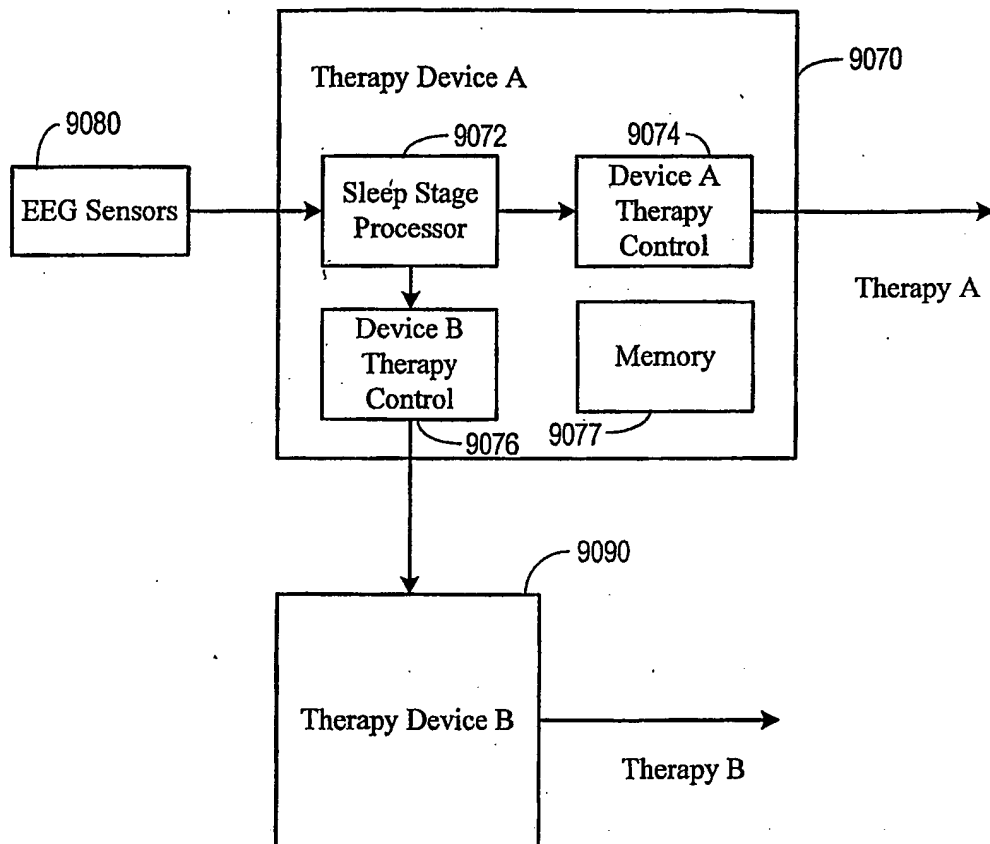 9070
Therapy Device A
9080
9072
9074
EEG Sensors
Sleep Stage
Processor
Device A
Therapy
Control
Therapy A
Device B
Therapy
Control
Memory
9076
9077
9090
Therapy Device B
Therapy B